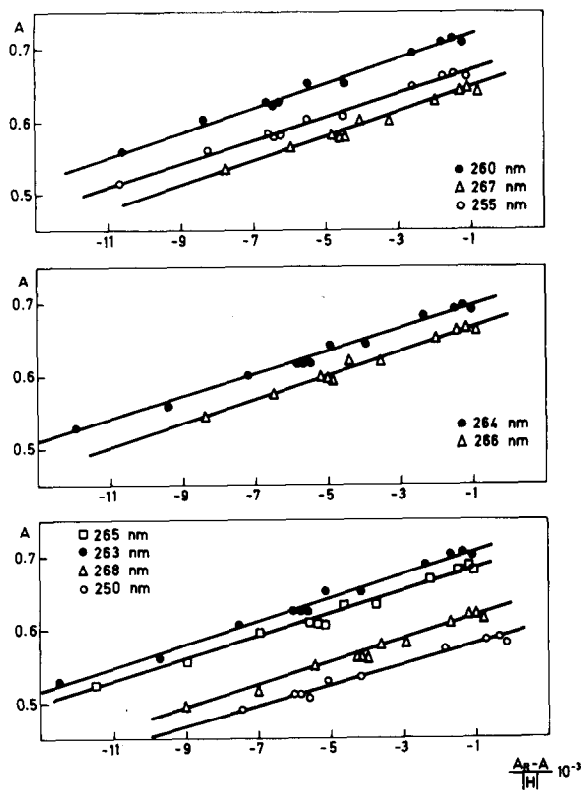 A
0.7
0.6
0.5
● 260 nm
△ 267 nm
○ 255 nm
-11 -9 -7 -5 -3 -1
A
0.7
0.6
0.5
● 264 nm
△ 266 nm
-11 -9 -7 -5 -3 -1
A
□ 265 nm
● 263 nm
△ 268 nm
○ 250 nm
0.7
0.6
0.5
-11 -9 -7 -5 -3 -1
A_R-A
|H| 10⁻³